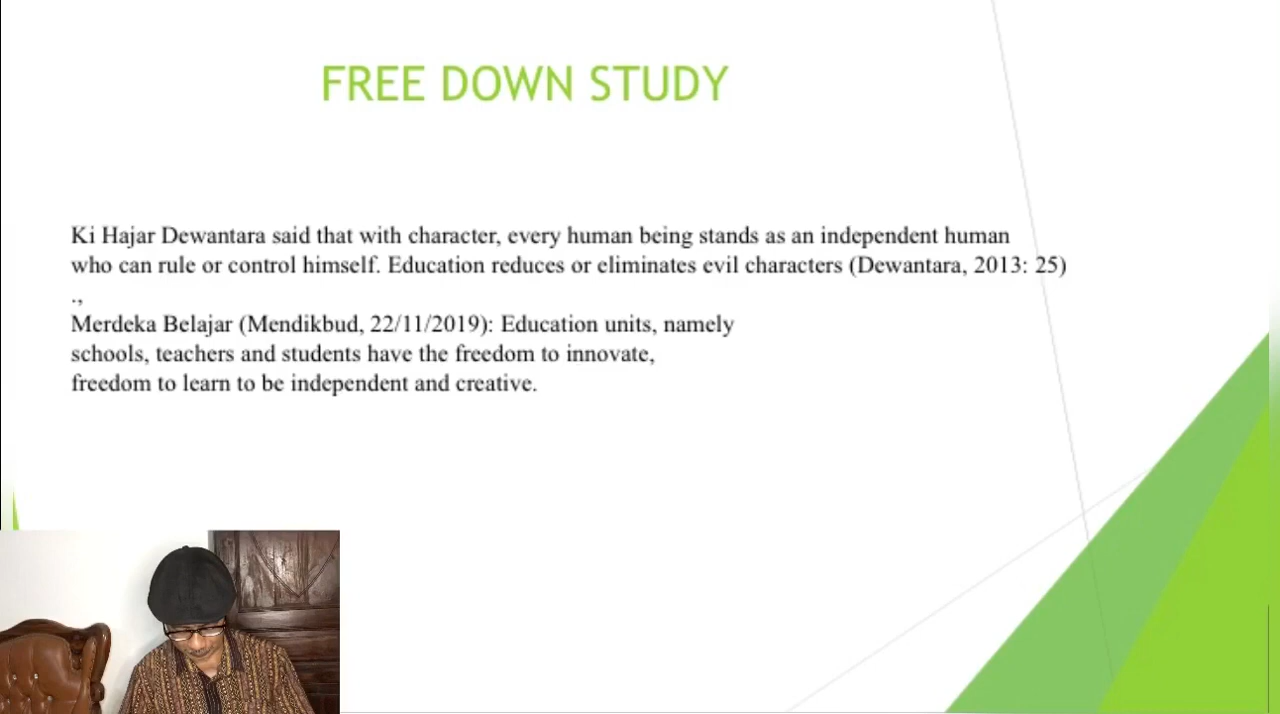 FREE DOWN STUDY
Ki Hajar Dewantara said that with character, every human being stands as an independent human
who can rule or control himself. Education reduces or eliminates evil characters (Dewantara, 2013: 25)
.,
Merdeka Belajar (Mendikbud, 22/11/2019): Education units, namely
schools, teachers and students have the freedom to innovate,
freedom to learn to be independent and creative.